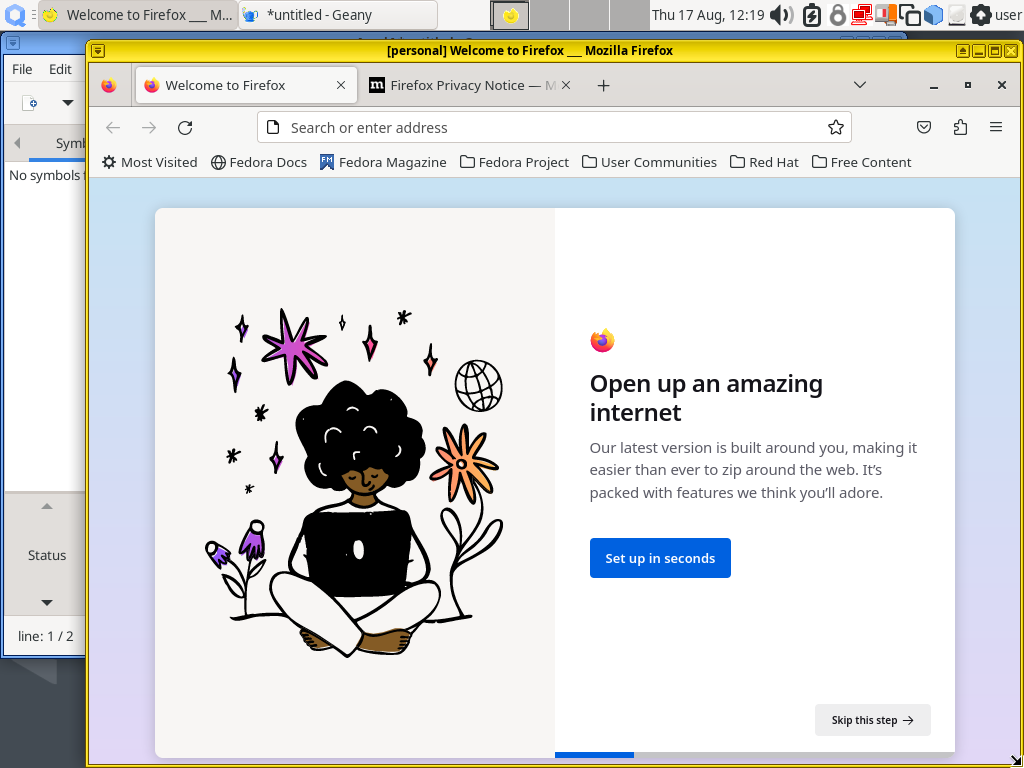 Welcome to Firefox ___ M...
*untitled - Geany
Thu 17 Aug, 12:19
user
[personal] Welcome to Firefox ___ Mozilla Firefox
File Edit
Welcome to Firefox
Firefox Privacy Notice — M
Search or enter address
Symb
Most Visited
Fedora Docs
FM
Fedora Magazine
Fedora Project
User Communities
Red Hat
Free Content
No symbols f
Open up an amazing
internet
Our latest version is built around you, making it
easier than ever to zip around the web. It’s
packed with features we think you’ll adore.
Set up in seconds
Status
line: 1 / 2
Skip this step